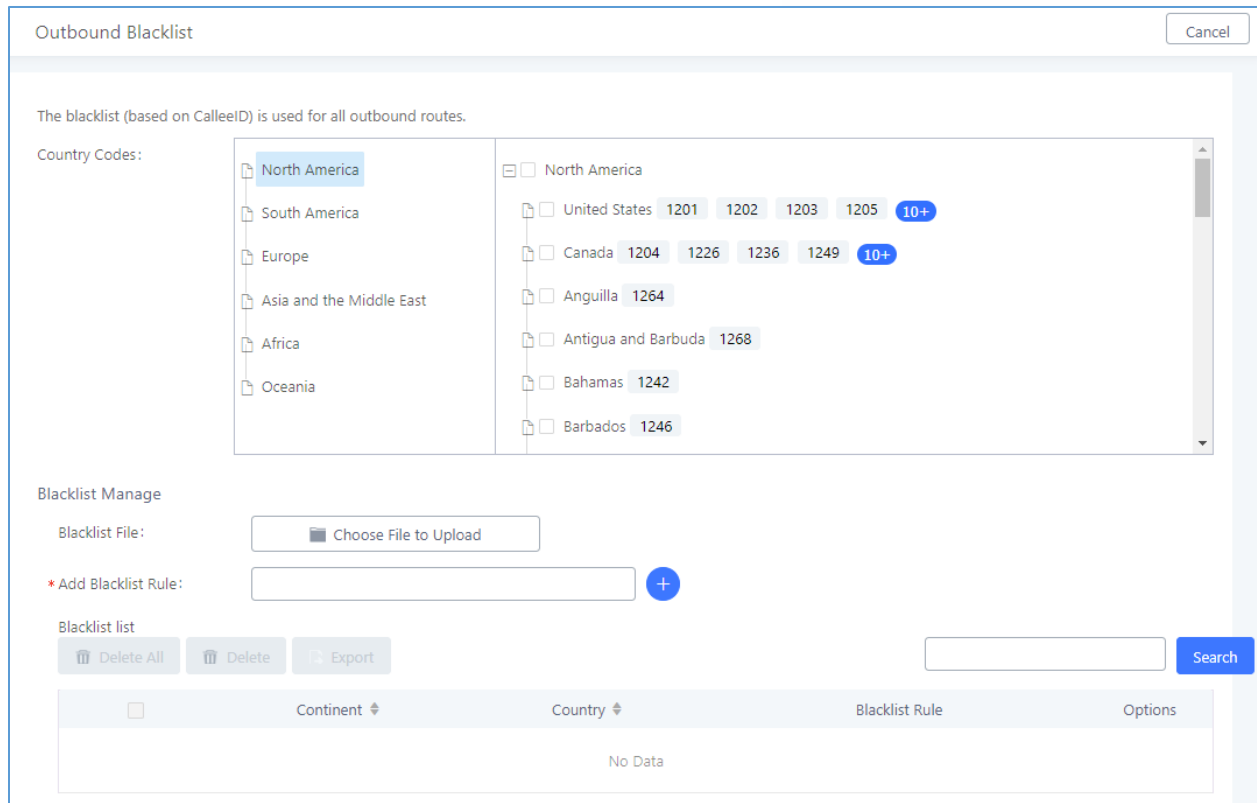 Outbound Blacklist
Cancel
The blacklist (based on CalleeID) is used for all outbound routes.
Country Codes:
North America
South America
Europe
Asia and the Middle East
Africa
Oceania
North America
United States 1201 1202 1203 1205 10+
Canada 1204 1226 1236 1249 10+
Anguilla 1264
Antigua and Barbuda 1268
Bahamas 1242
Barbados 1246
Blacklist Manage
Blacklist File:
Choose File to Upload
* Add Blacklist Rule:
+
Blacklist list
Delete All Delete Export
Search
Continent Country Blacklist Rule Options
No Data